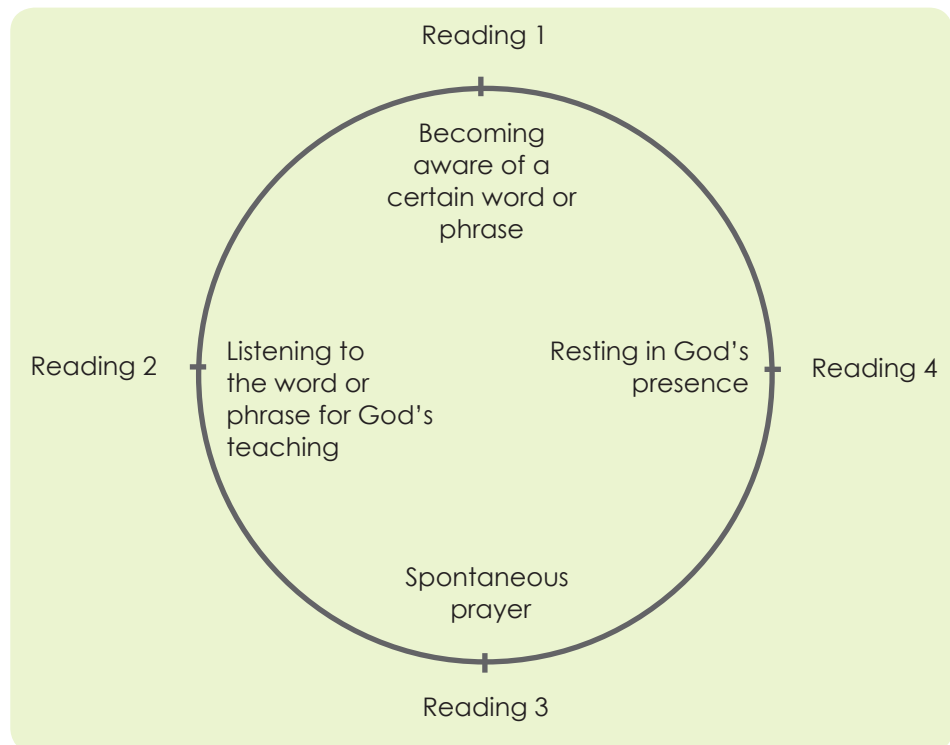 Reading 1
Becoming
aware of a
certain word or
phrase
Reading 2
Listening to
the word or
phrase for God's
teaching
Resting in God's
presence
Reading 4
Spontaneous
prayer
Reading 3